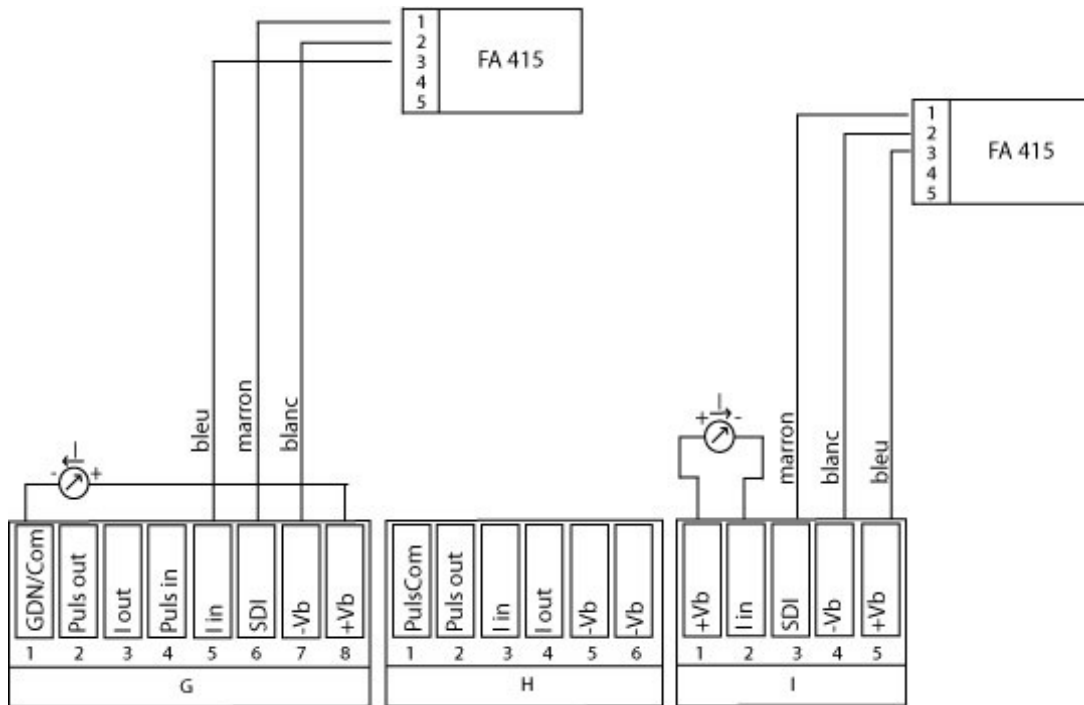 1
2
3
4
5
FA 415
1
2
3
4
5
FA 415
bleu
marron
blanc
marron
blanc
bleu
- I +
+ I -
GDN/Com
Puls out
I out
Puls in
I in
SDI
-Vb
+Vb
1 2 3 4 5 6 7 8
G
PulsCom
Puls out
I in
I out
-Vb
-Vb
1 2 3 4 5 6
H
+Vb
I in
SDI
-Vb
+Vb
1 2 3 4 5
I